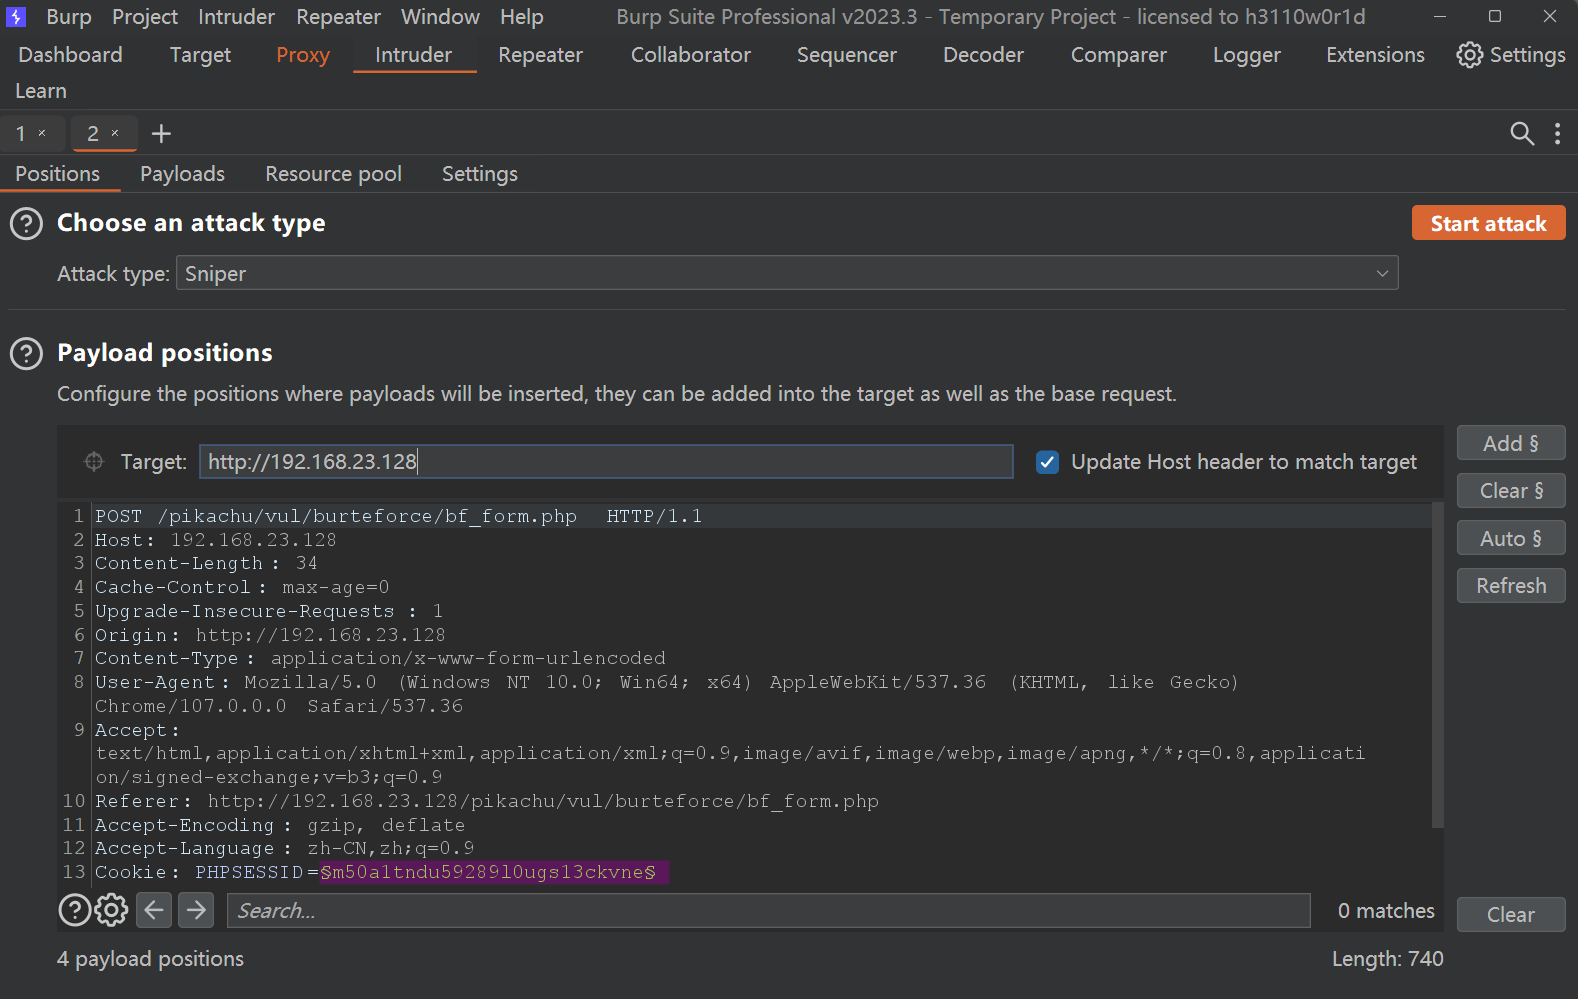 Burp Project Intruder Repeater Window Help Burp Suite Professional v2023.3 - Temporary Project - licensed to h3110w0r1d
Dashboard Target Proxy Intruder Repeater Collaborator Sequencer Decoder Comparer Logger Extensions Settings
Learn
1 × 2 × +
Positions Payloads Resource pool Settings
? Choose an attack type Start attack
Attack type: Sniper
? Payload positions
Configure the positions where payloads will be inserted, they can be added into the target as well as the base request.
Target: http://192.168.23.128 Update Host header to match target Add §
Clear §
Auto §
Refresh
1 POST /pikachu/vul/burteforce/bf_form.php HTTP/1.1
2 Host: 192.168.23.128
3 Content-Length: 34
4 Cache-Control: max-age=0
5 Upgrade-Insecure-Requests: 1
6 Origin: http://192.168.23.128
7 Content-Type: application/x-www-form-urlencoded
8 User-Agent: Mozilla/5.0 (Windows NT 10.0; Win64; x64) AppleWebKit/537.36 (KHTML, like Gecko)
Chrome/107.0.0.0 Safari/537.36
9 Accept:
text/html,application/xhtml+xml,application/xml;q=0.9,image/avif,image/webp,image/apng,*/*;q=0.8,applicati
on/signed-exchange;v=b3;q=0.9
10 Referer: http://192.168.23.128/pikachu/vul/burteforce/bf_form.php
11 Accept-Encoding: gzip, deflate
12 Accept-Language: zh-CN,zh;q=0.9
13 Cookie: PHPSESSID=§m50a1tndu59289l0ugs13ckvne§
? Search... 0 matches Clear
4 payload positions Length: 740